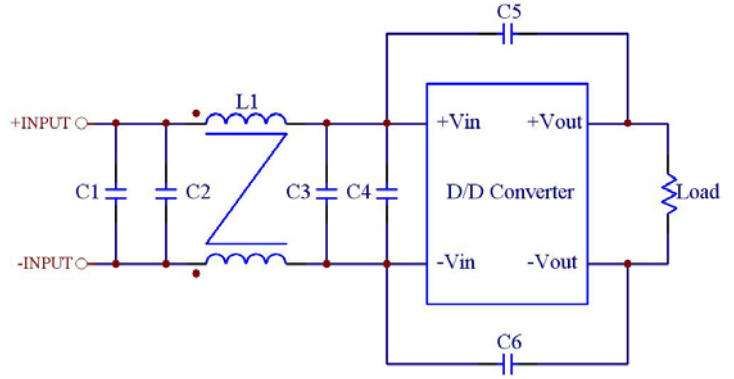 C5
L1
+INPUT
+Vin
+Vout
C1
C2
C3
C4
D/D Converter
Load
-INPUT
-Vin
-Vout
C6